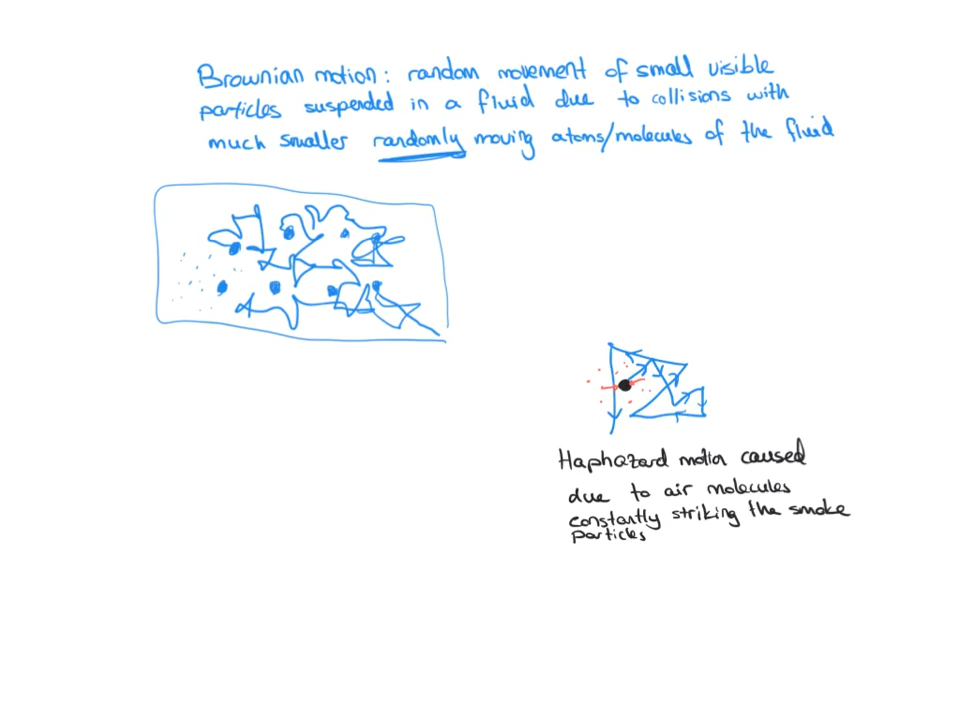 Brownian motion: random movement of small visible
particles suspended in a fluid due to collisions with
much smaller randomly moving atoms/molecules of the fluid
Haphazard motion caused
due to air molecules
constantly striking the smoke
particles